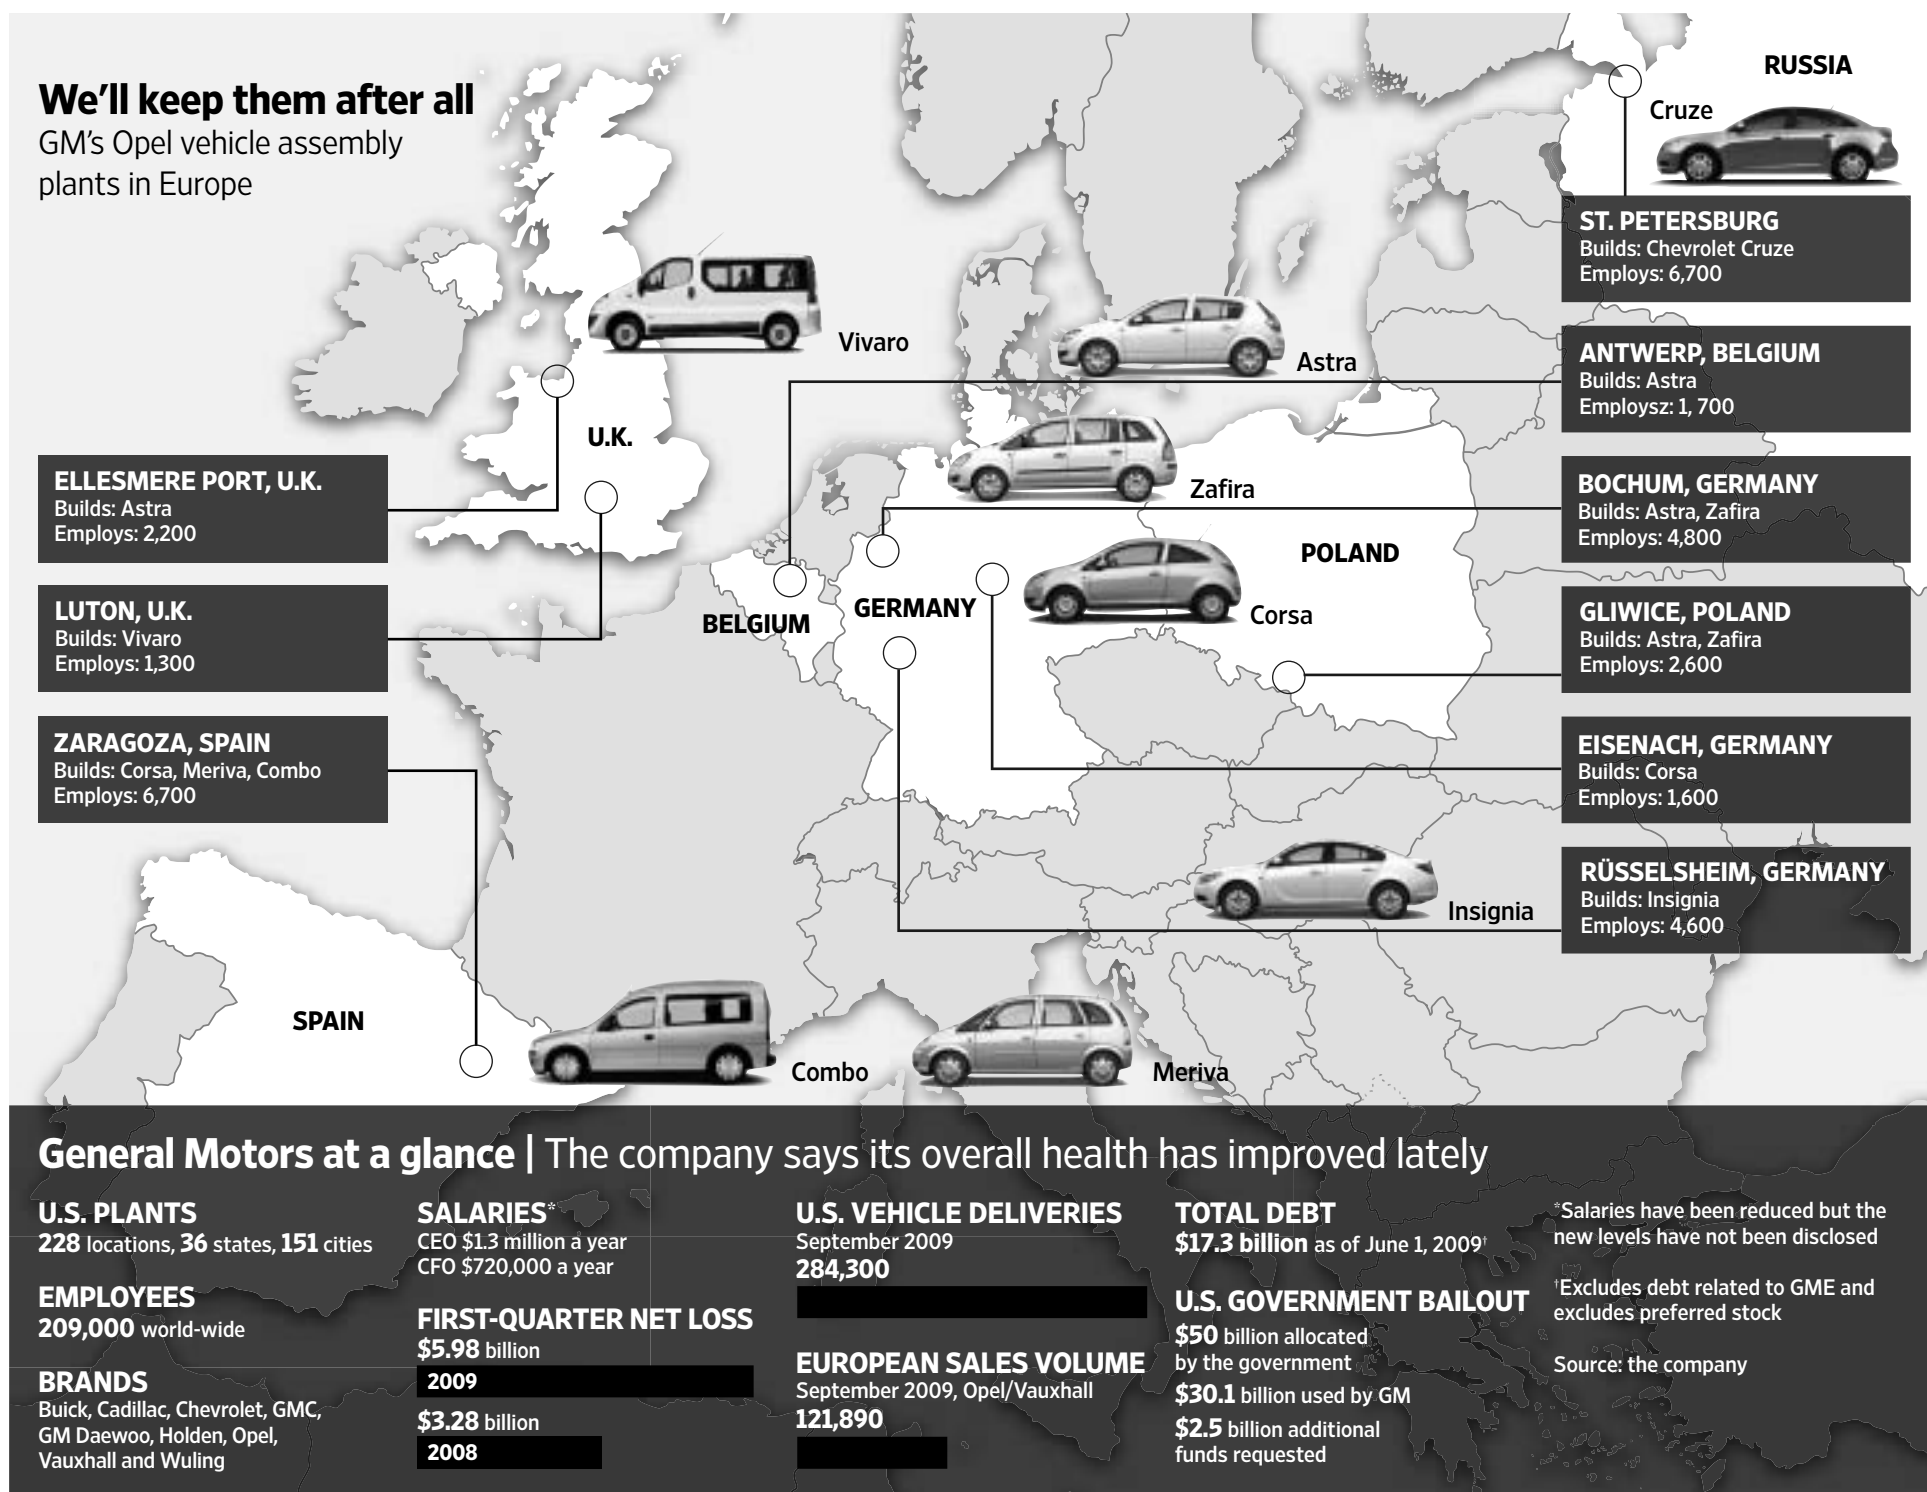 We'll keep them after all
GM's Opel vehicle assembly
plants in Europe
RUSSIA
Cruze
ST. PETERSBURG
Builds: Chevrolet Cruze
Employs: 6,700
Vivaro
Astra
ANTWERP, BELGIUM
Builds: Astra
Employsz: 1, 700
U.K.
ELLESMERE PORT, U.K.
Builds: Astra
Employs: 2,200
Zafira
BOCHUM, GERMANY
Builds: Astra, Zafira
Employs: 4,800
POLAND
LUTON, U.K.
Builds: Vivaro
Employs: 1,300
BELGIUM
GERMANY
Corsa
GLIWICE, POLAND
Builds: Astra, Zafira
Employs: 2,600
ZARAGOZA, SPAIN
Builds: Corsa, Meriva, Combo
Employs: 6,700
EISENACH, GERMANY
Builds: Corsa
Employs: 1,600
Insignia
RÜSSELSHEIM, GERMANY
Builds: Insignia
Employs: 4,600
SPAIN
Combo
Meriva
General Motors at a glance | The company says its overall health has improved lately
U.S. PLANTS
228 locations, 36 states, 151 cities
EMPLOYEES
209,000 world-wide
BRANDS
Buick, Cadillac, Chevrolet, GMC,
GM Daewoo, Holden, Opel,
Vauxhall and Wuling
SALARIES*
CEO $1.3 million a year
CFO $720,000 a year
FIRST-QUARTER NET LOSS
$5.98 billion
2009
$3.28 billion
2008
U.S. VEHICLE DELIVERIES
September 2009
284,300
EUROPEAN SALES VOLUME
September 2009, Opel/Vauxhall
121,890
TOTAL DEBT
$17.3 billion as of June 1, 2009†
U.S. GOVERNMENT BAILOUT
$50 billion allocated
by the government
$30.1 billion used by GM
$2.5 billion additional
funds requested
*Salaries have been reduced but the
new levels have not been disclosed
†Excludes debt related to GME and
excludes preferred stock
Source: the company